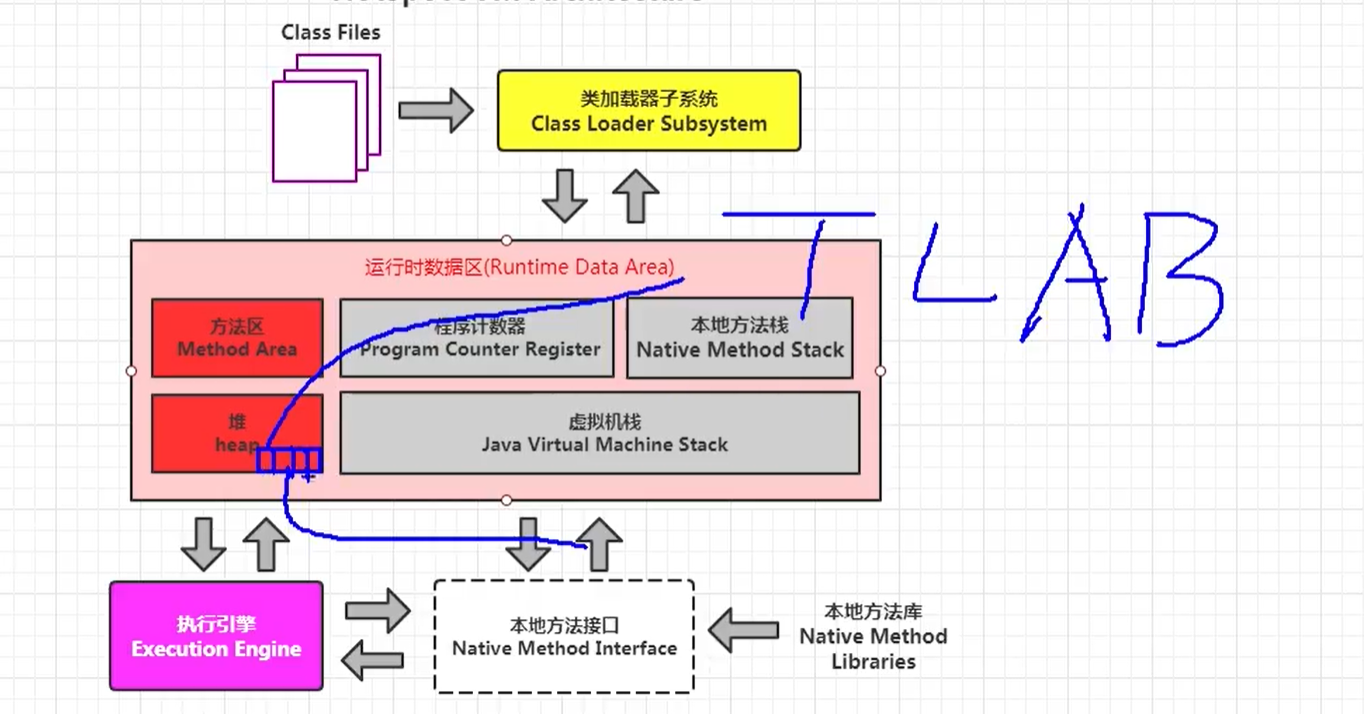 Class Files
类加载器子系统
Class Loader Subsystem
TLAB
运行时数据区(Runtime Data Area)
方法区
Method Area
程序计数器
Program Counter Register
本地方法栈
Native Method Stack
堆
heap
虚拟机栈
Java Virtual Machine Stack
执行引擎
Execution Engine
本地方法接口
Native Method Interface
本地方法库
Native Method
Libraries